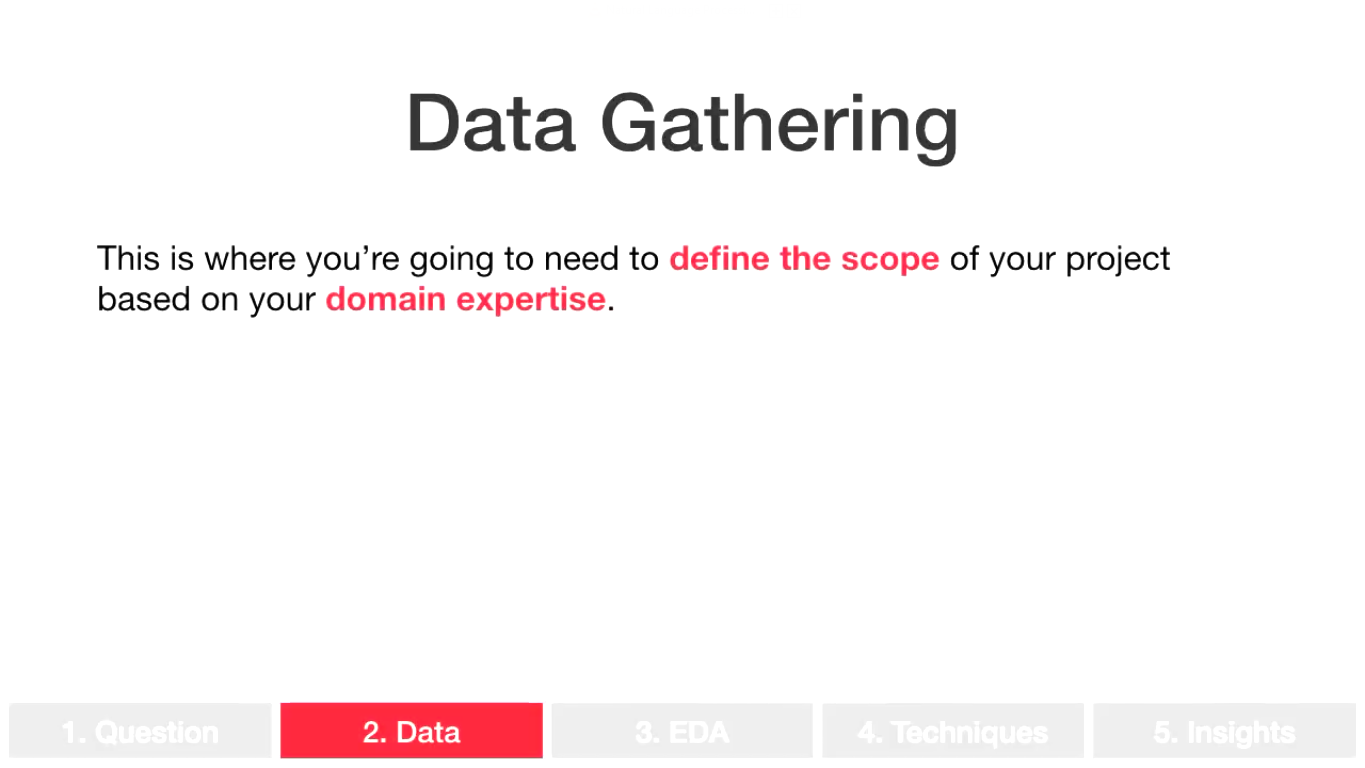 Data Gathering
This is where you’re going to need to define the scope of your project
based on your domain expertise.
1. Question
2. Data
3. EDA
4. Techniques
5. Insights